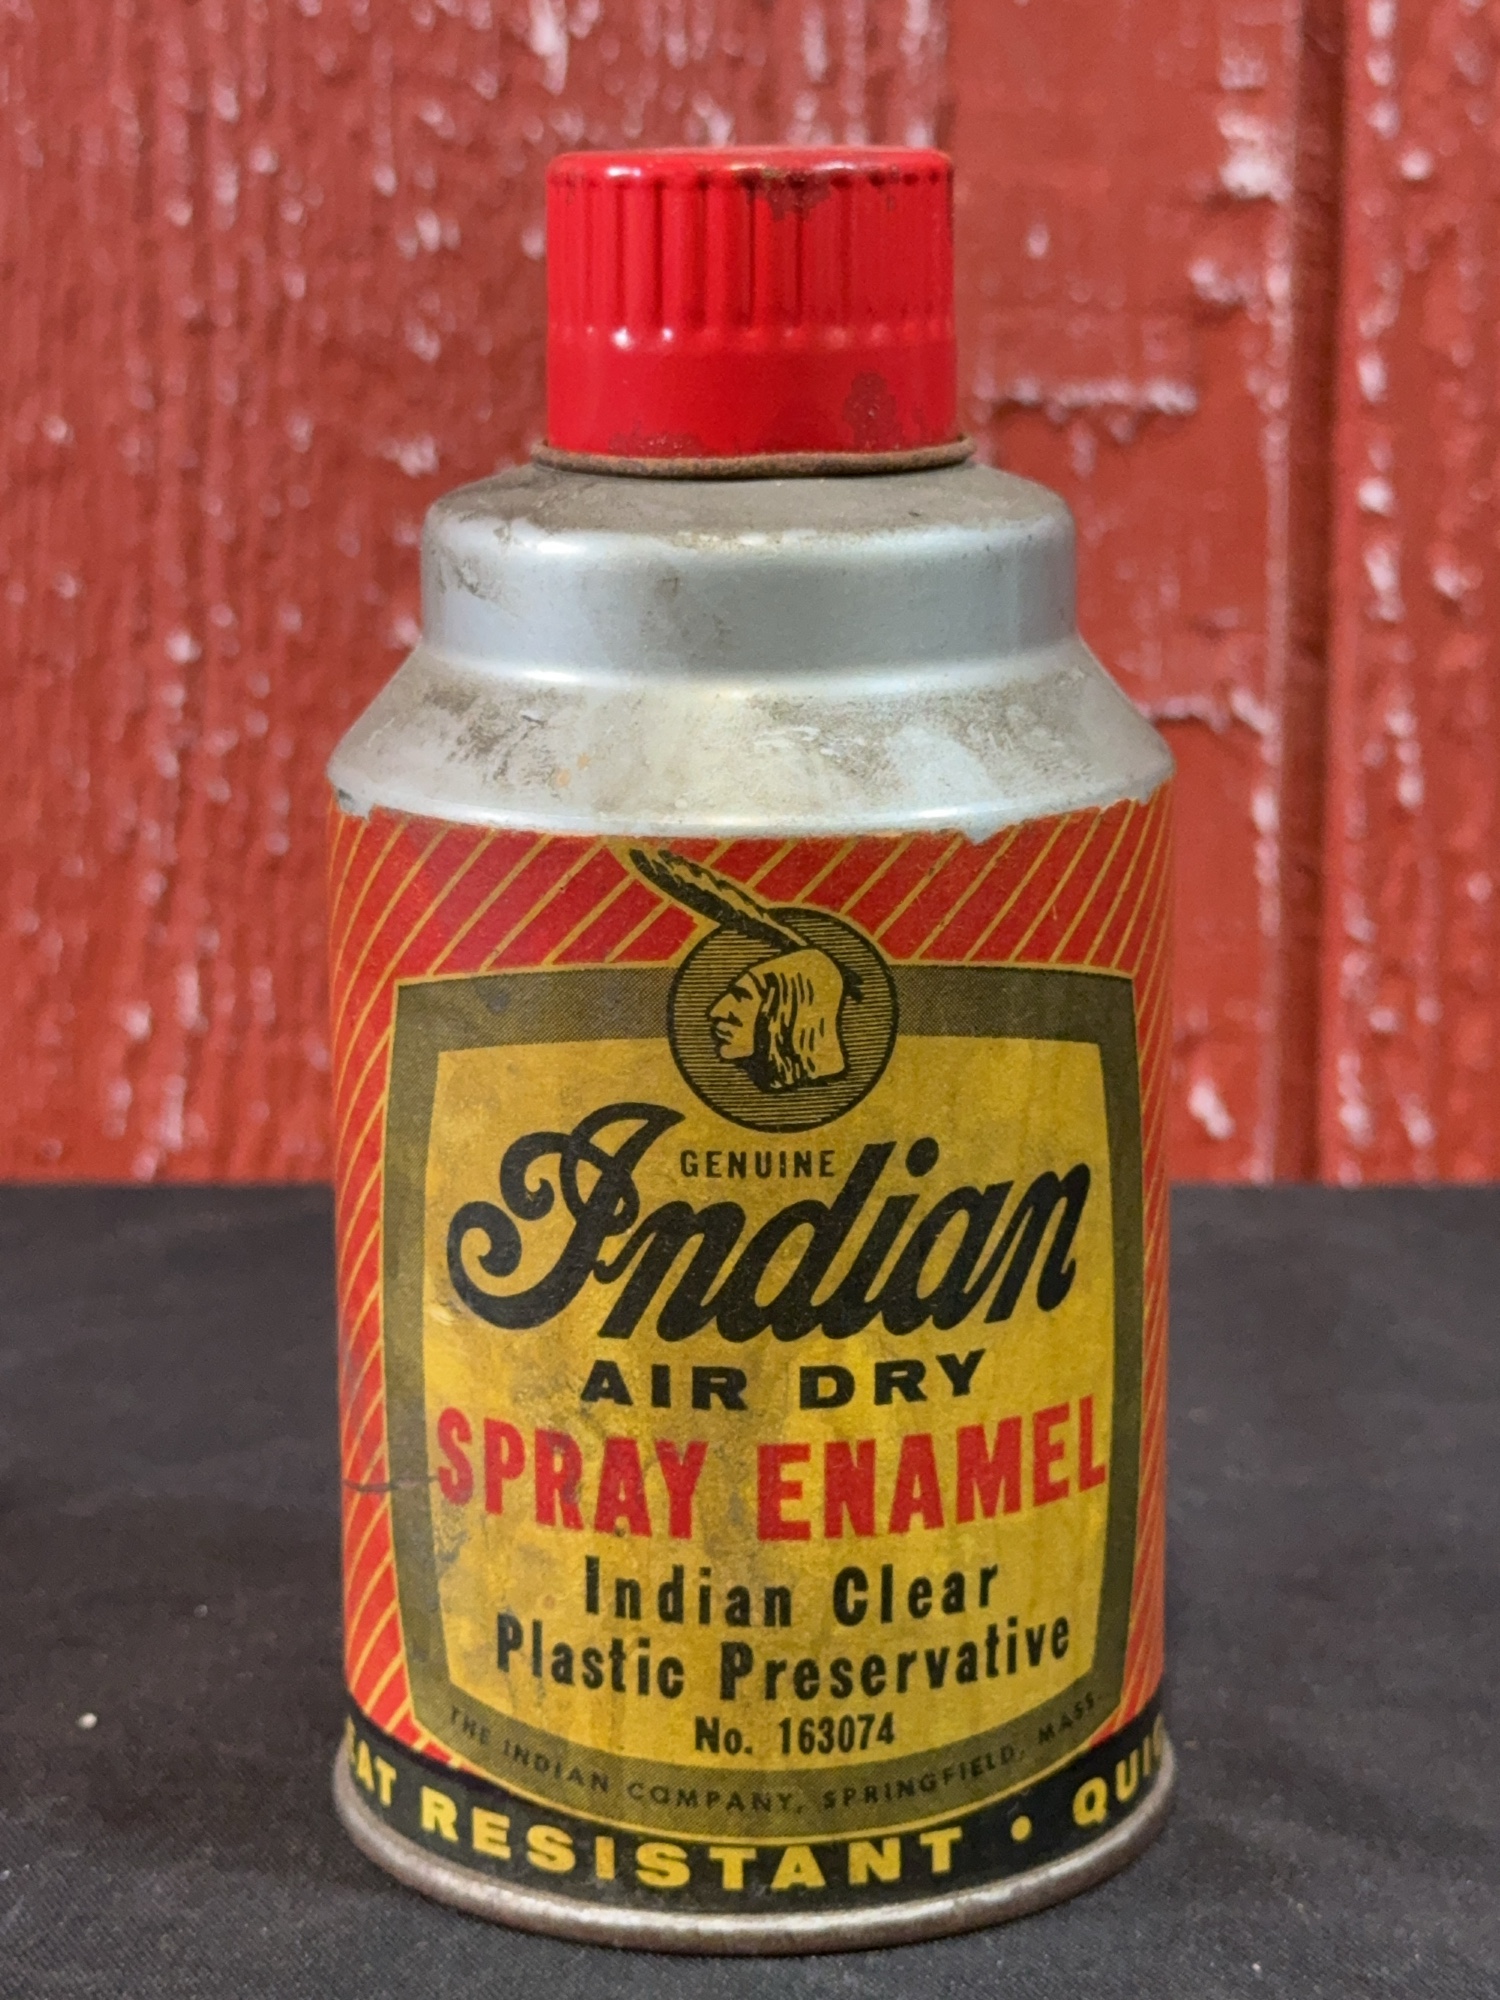 GENUINE
Indian
AIR DRY
SPRAY ENAMEL
Indian Clear
Plastic Preservative
No. 163074
THE INDIAN COMPANY, SPRINGFIELD, MASS.
RESISTANT •